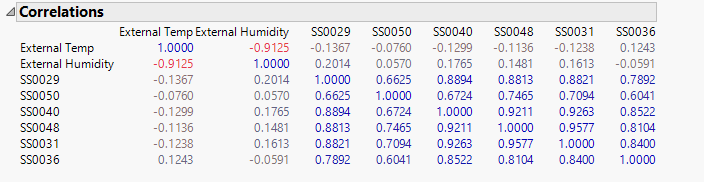 Correlations
External Temp External Humidity SS0029 SS0050 SS0040 SS0048 SS0031 SS0036
External Temp 1.0000 -0.9125 -0.1367 -0.0760 -0.1299 -0.1136 -0.1238 0.1243
External Humidity -0.9125 1.0000 0.2014 0.0570 0.1765 0.1481 0.1613 -0.0591
SS0029 -0.1367 0.2014 1.0000 0.6625 0.8894 0.8813 0.8821 0.7892
SS0050 -0.0760 0.0570 0.6625 1.0000 0.6724 0.7465 0.7094 0.6041
SS0040 -0.1299 0.1765 0.8894 0.6724 1.0000 0.9211 0.9263 0.8522
SS0048 -0.1136 0.1481 0.8813 0.7465 0.9211 1.0000 0.9577 0.8104
SS0031 -0.1238 0.1613 0.8821 0.7094 0.9263 0.9577 1.0000 0.8400
SS0036 0.1243 -0.0591 0.7892 0.6041 0.8522 0.8104 0.8400 1.0000